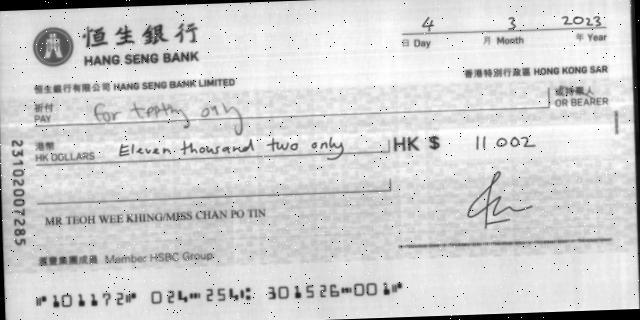 恒生銀行
HANG SENG BANK
4 3 2023
日 Day 月 Month 年 Year
恒生銀行有限公司 HANG SENG BANK LIMITED
香港特別行政區 HONG KONG SAR
祈付
PAY for only
或持票人
OR BEARER
港幣
HK DOLLARS Eleven thousand two only HK $ 11 002
MR TEOH WEE KHING/MISS CHAN PO TIN
滙豐集團成員 Member HSBC Group
23102007285
101172 024 254 301526 001